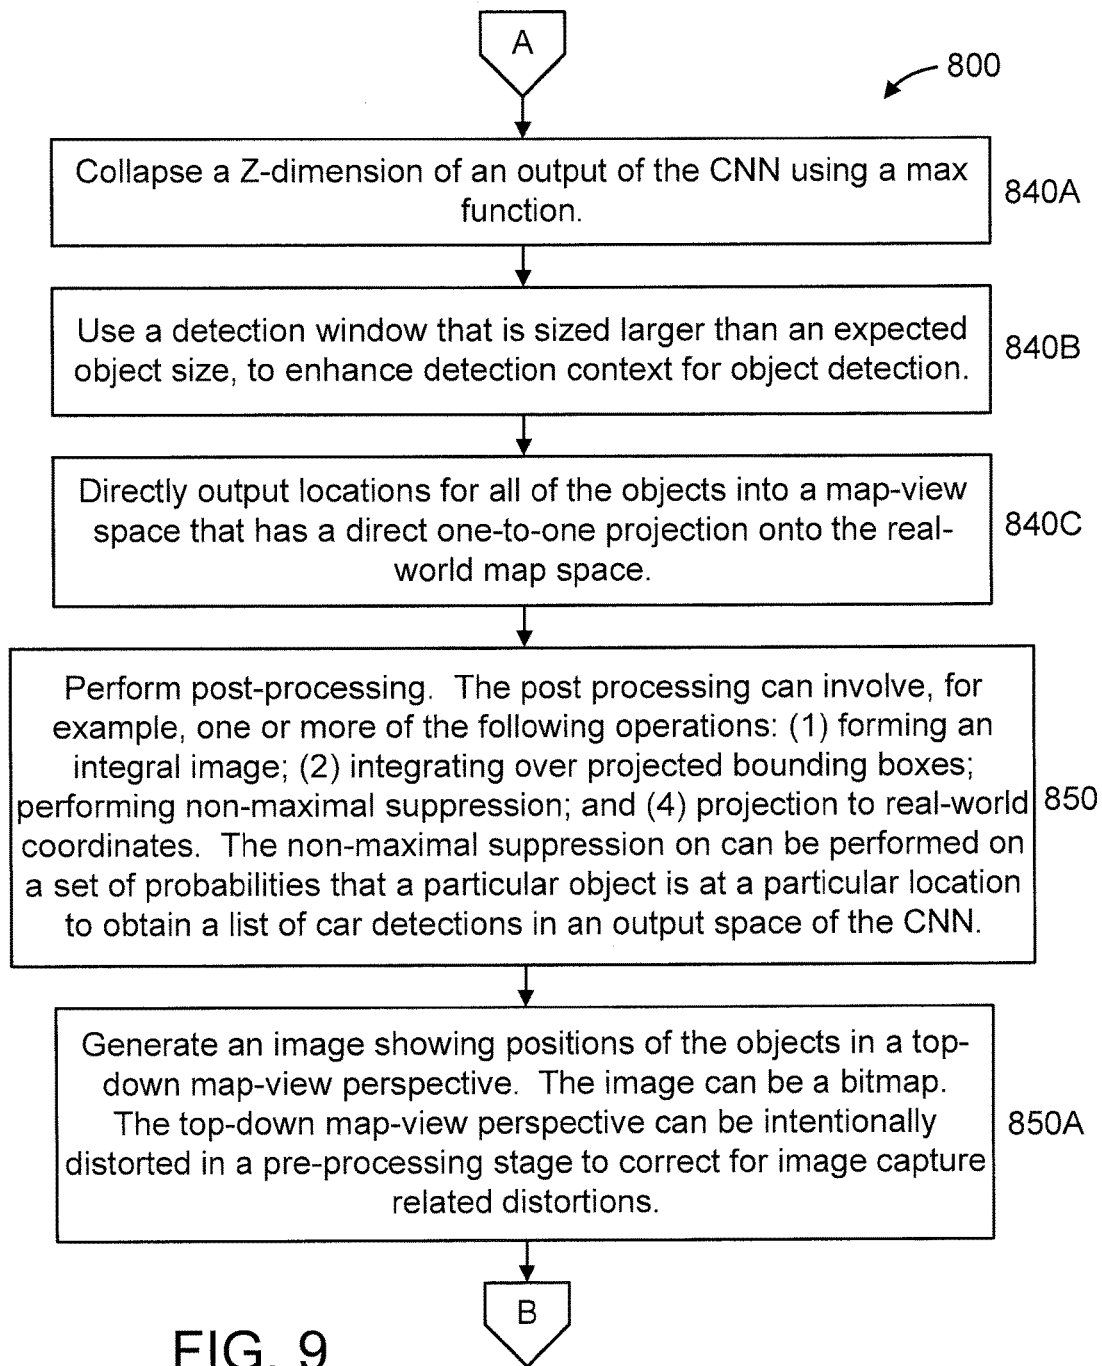 A
800
Collapse a Z-dimension of an output of the CNN using a max
function.
840A
Use a detection window that is sized larger than an expected
object size, to enhance detection context for object detection.
840B
Directly output locations for all of the objects into a map-view
space that has a direct one-to-one projection onto the real-
world map space.
840C
Perform post-processing. The post processing can involve, for
example, one or more of the following operations: (1) forming an
integral image; (2) integrating over projected bounding boxes;
performing non-maximal suppression; and (4) projection to real-world
coordinates. The non-maximal suppression on can be performed on
a set of probabilities that a particular object is at a particular location
to obtain a list of car detections in an output space of the CNN.
850
Generate an image showing positions of the objects in a top-
down map-view perspective. The image can be a bitmap.
The top-down map-view perspective can be intentionally
distorted in a pre-processing stage to correct for image capture
related distortions.
850A
B
FIG. 9